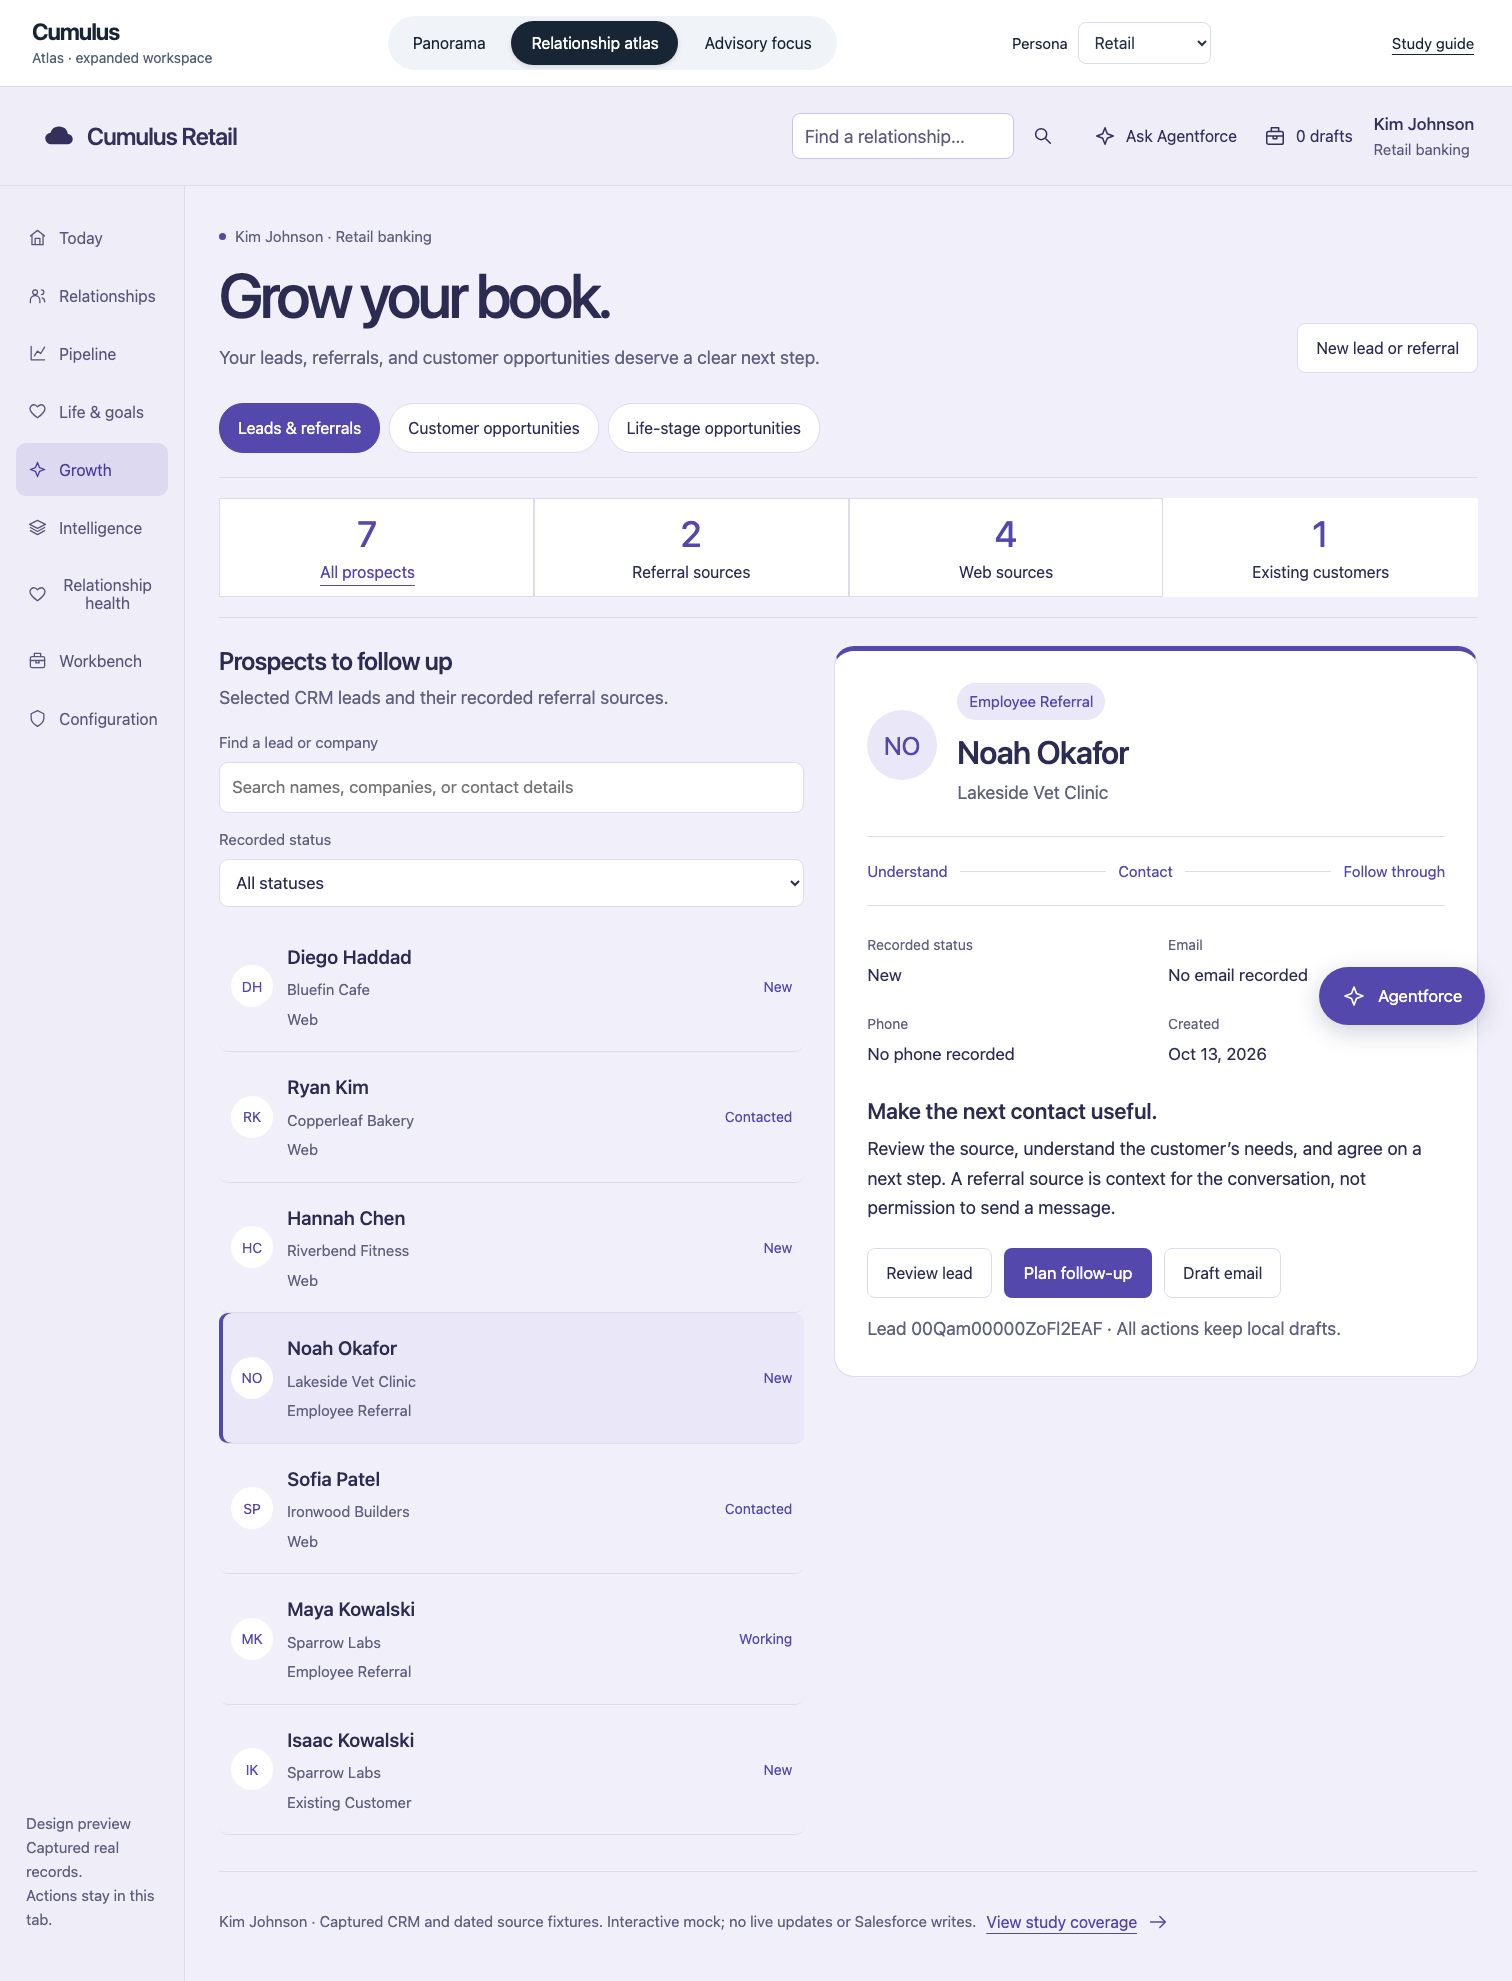 Cumulus
Atlas · expanded workspace
Panorama
Relationship atlas
Advisory focus
Persona
Retail
Study guide
Cumulus Retail
Find a relationship...
Ask Agentforce
0 drafts
Kim Johnson
Retail banking
Today
Relationships
Pipeline
Life & goals
Growth
Intelligence
Relationship
health
Workbench
Configuration
Design preview
Captured real
records.
Actions stay in this
tab.
Kim Johnson · Retail banking
Grow your book.
Your leads, referrals, and customer opportunities deserve a clear next step.
New lead or referral
Leads & referrals
Customer opportunities
Life-stage opportunities
7
All prospects
2
Referral sources
4
Web sources
1
Existing customers
Prospects to follow up
Selected CRM leads and their recorded referral sources.
Find a lead or company
Search names, companies, or contact details
Recorded status
All statuses
DH
Diego Haddad
Bluefin Cafe
Web
New
RK
Ryan Kim
Copperleaf Bakery
Web
Contacted
HC
Hannah Chen
Riverbend Fitness
Web
New
NO
Noah Okafor
Lakeside Vet Clinic
Employee Referral
New
SP
Sofia Patel
Ironwood Builders
Web
Contacted
MK
Maya Kowalski
Sparrow Labs
Employee Referral
Working
IK
Isaac Kowalski
Sparrow Labs
Existing Customer
New
NO
Employee Referral
Noah Okafor
Lakeside Vet Clinic
Understand
Contact
Follow through
Recorded status
New
Email
No email recorded
Phone
No phone recorded
Created
Oct 13, 2026
Agentforce
Make the next contact useful.
Review the source, understand the customer’s needs, and agree on a
next step. A referral source is context for the conversation, not
permission to send a message.
Review lead
Plan follow-up
Draft email
Lead 00Qam00000ZoFl2EAF · All actions keep local drafts.
Kim Johnson · Captured CRM and dated source fixtures. Interactive mock; no live updates or Salesforce writes.
View study coverage